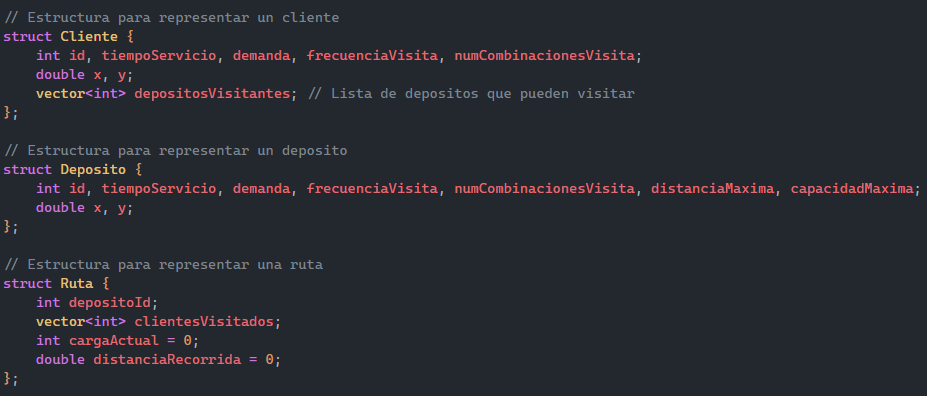 // Estructura para representar un cliente
struct Cliente {
    int id, tiempoServicio, demanda, frecuenciaVisita, numCombinacionesVisita;
    double x, y;
    vector<int> depositosVisitantes; // Lista de depositos que pueden visitar
};

// Estructura para representar un deposito
struct Deposito {
    int id, tiempoServicio, demanda, frecuenciaVisita, numCombinacionesVisita, distanciaMaxima, capacidadMaxima;
    double x, y;
};

// Estructura para representar una ruta
struct Ruta {
    int depositoId;
    vector<int> clientesVisitados;
    int cargaActual = 0;
    double distanciaRecorrida = 0;
};